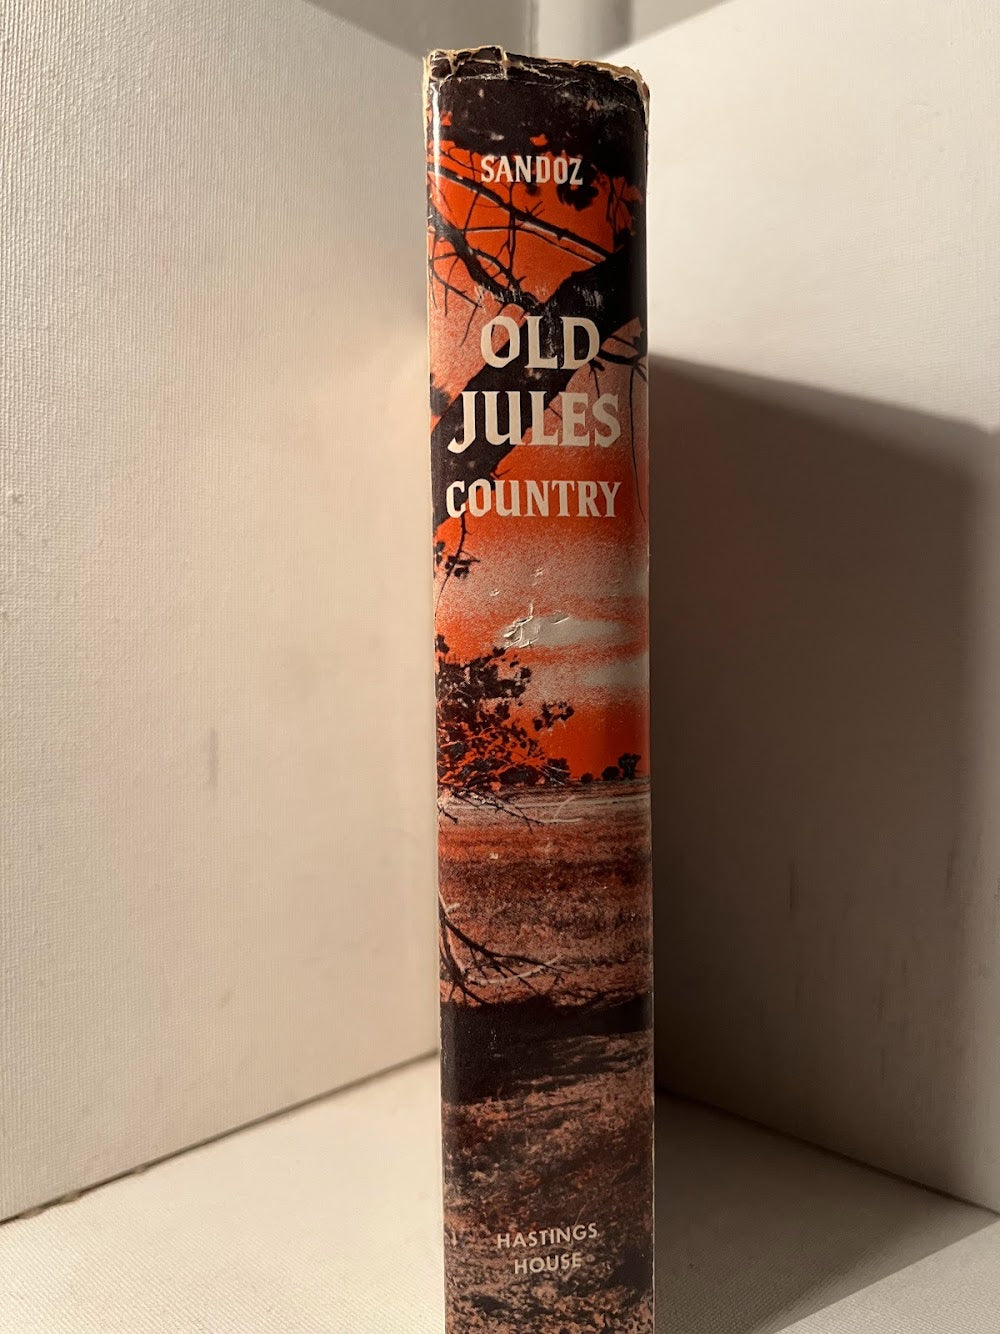 SANDOZ
OLD
JULES
COUNTRY
HASTINGS
HOUSE